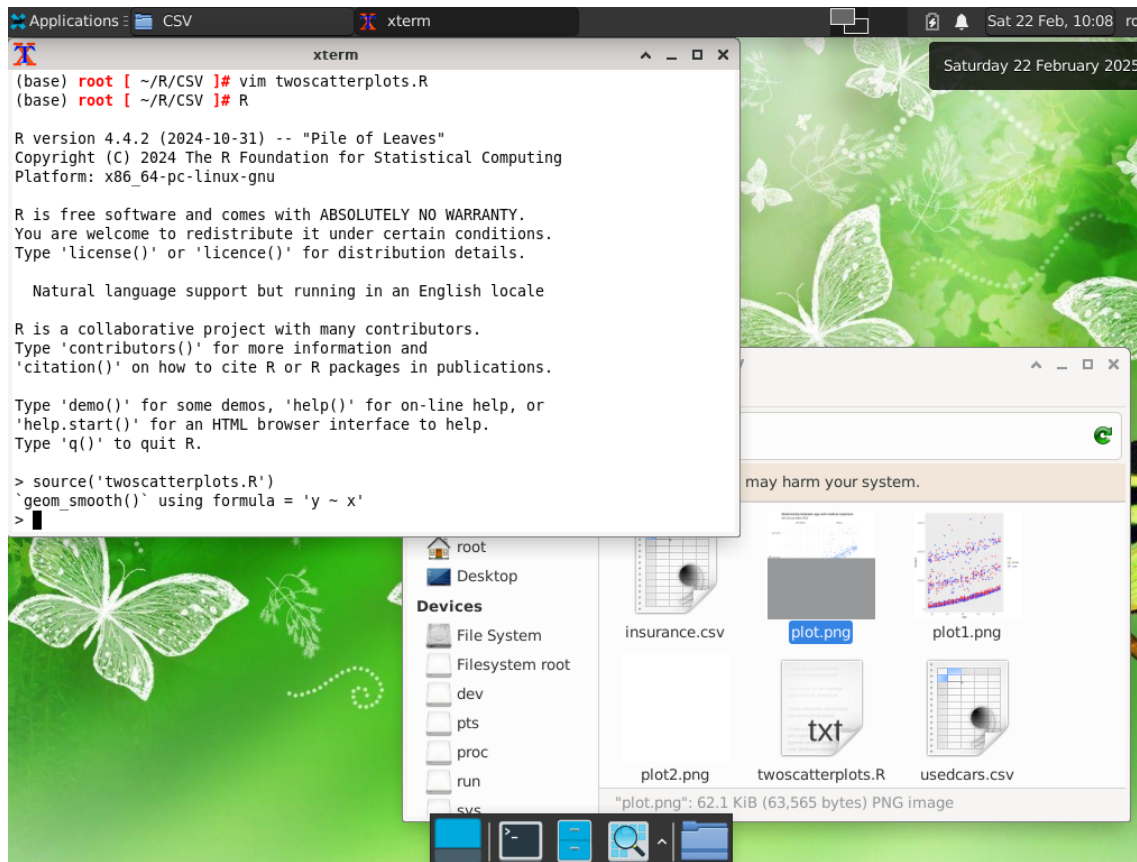 Applications
CSV
xterm
Sat 22 Feb, 10:08
Saturday 22 February 2025
xterm
(base) root [ ~/R/CSV ]# vim twoscatterplots.R
(base) root [ ~/R/CSV ]# R
R version 4.4.2 (2024-10-31) -- "Pile of Leaves"
Copyright (C) 2024 The R Foundation for Statistical Computing
Platform: x86_64-pc-linux-gnu
R is free software and comes with ABSOLUTELY NO WARRANTY.
You are welcome to redistribute it under certain conditions.
Type 'license()' or 'licence()' for distribution details.
Natural language support but running in an English locale
R is a collaborative project with many contributors.
Type 'contributors()' for more information and
'citation()' on how to cite R or R packages in publications.
Type 'demo()' for some demos, 'help()' for on-line help, or
'help.start()' for an HTML browser interface to help.
Type 'q()' to quit R.
> source('twoscatterplots.R')
`geom_smooth()` using formula = 'y ~ x'
>
may harm your system.
root
Desktop
Devices
File System
Filesystem root
dev
pts
proc
run
sys
insurance.csv
plot.png
plot1.png
txt
plot2.png
twoscatterplots.R
usedcars.csv
"plot.png": 62.1 KiB (63,565 bytes) PNG image